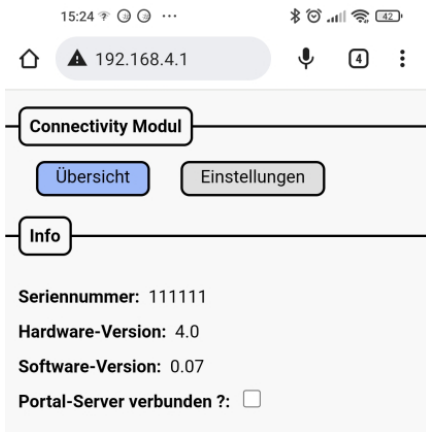 15:24
42
192.168.4.1
4
Connectivity Modul
Übersicht Einstellungen
Info
Seriennummer: 111111
Hardware-Version: 4.0
Software-Version: 0.07
Portal-Server verbunden ?: